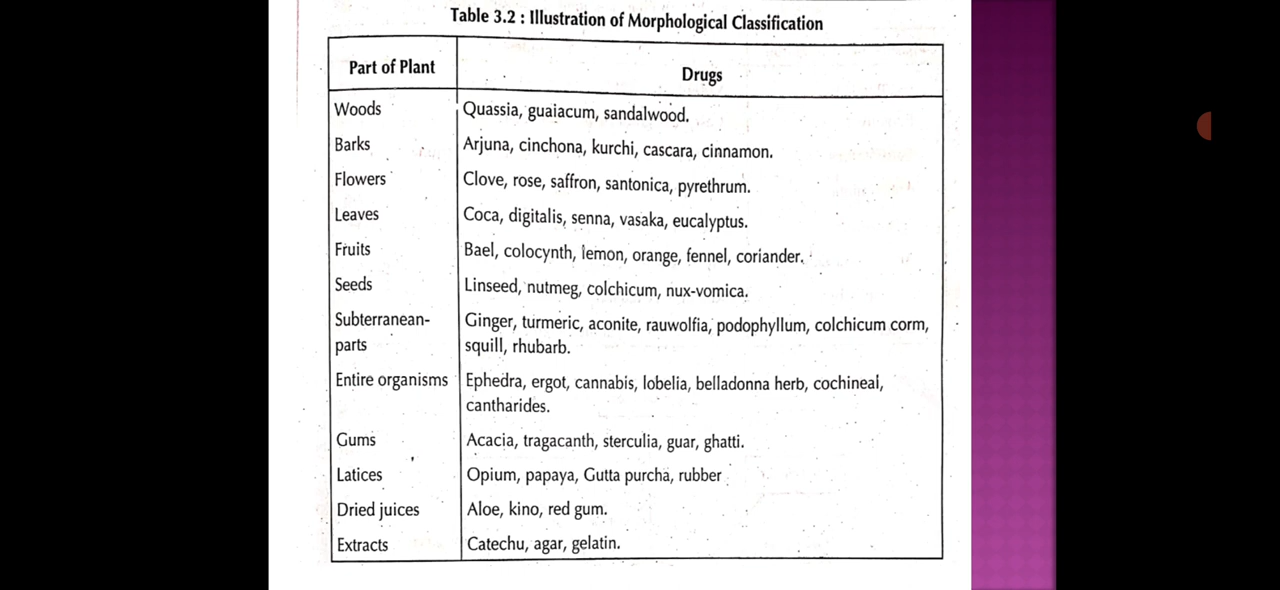 Table 3.2 : Illustration of Morphological Classification
Part of Plant Drugs
Woods Quassia, guaiacum, sandalwood.
Barks Arjuna, cinchona, kurchi, cascara, cinnamon.
Flowers Clove, rose, saffron, santonica, pyrethrum.
Leaves Coca, digitalis, senna, vasaka, eucalyptus.
Fruits Bael, colocynth, lemon, orange, fennel, coriander.
Seeds Linseed, nutmeg, colchicum, nux-vomica.
Subterranean- Ginger, turmeric, aconite, rauwolfia, podophyllum, colchicum corm,
parts squill, rhubarb.
Entire organisms Ephedra, ergot, cannabis, lobelia, belladonna herb, cochineal,
cantharides.
Gums Acacia, tragacanth, sterculia, guar, ghatti.
Latices Opium, papaya, Gutta purcha, rubber
Dried juices Aloe, kino, red gum.
Extracts Catechu, agar, gelatin.